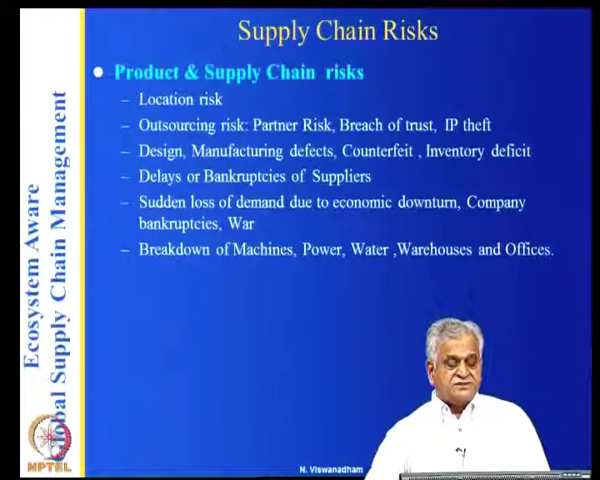 Supply Chain Risks
Product & Supply Chain risks
– Location risk
– Outsourcing risk: Partner Risk, Breach of trust, IP theft
– Design, Manufacturing defects, Counterfeit , Inventory deficit
– Delays or Bankruptcies of Suppliers
– Sudden loss of demand due to economic downturn, Company
bankruptcies, War
– Breakdown of Machines, Power, Water ,Warehouses and Offices.
Ecosystem Aware
Global Supply Chain Management
NPTEL
N. Viswanadham